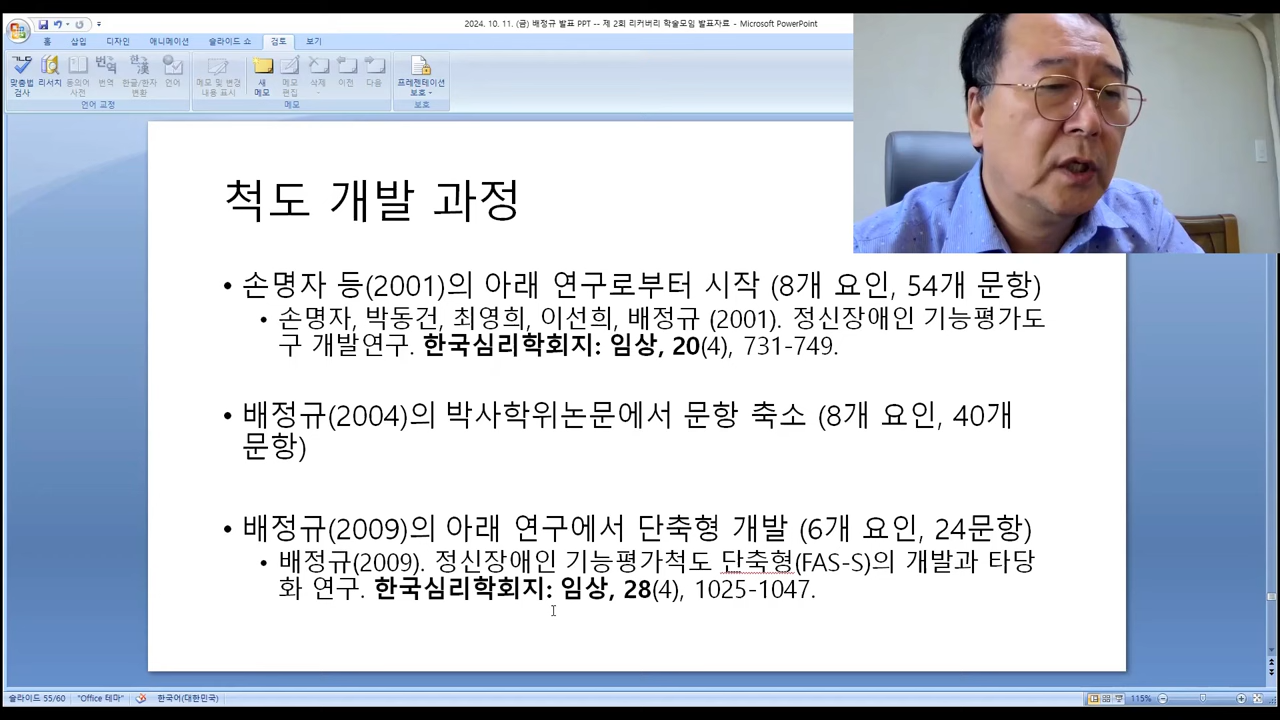 2024. 10. 11. (금) 배정규 발표 PPT -- 제 2회 리커버리 학술모임 발표자료 - Microsoft PowerPoint
홈 삽입 디자인 애니메이션 슬라이드 쇼 검토 보기
맞춤법 검사 리서치 동의어 사전 번역 한글/한자 변환 언어 메모 및 변경 내용 표시 새 메모 메모 편집 삭제 이전 다음 프레젠테이션 보호
언어 교정 메모 보호
척도 개발 과정
• 손명자 등(2001)의 아래 연구로부터 시작 (8개 요인, 54개 문항)
• 손명자, 박동건, 최영희, 이선희, 배정규 (2001). 정신장애인 기능평가도
구 개발연구. 한국심리학회지: 임상, 20(4), 731-749.
• 배정규(2004)의 박사학위논문에서 문항 축소 (8개 요인, 40개
문항)
• 배정규(2009)의 아래 연구에서 단축형 개발 (6개 요인, 24문항)
• 배정규(2009). 정신장애인 기능평가척도 단축형(FAS-S)의 개발과 타당
화 연구. 한국심리학회지: 임상, 28(4), 1025-1047.
슬라이드 55/60 "Office 테마" 한국어(대한민국) 115%